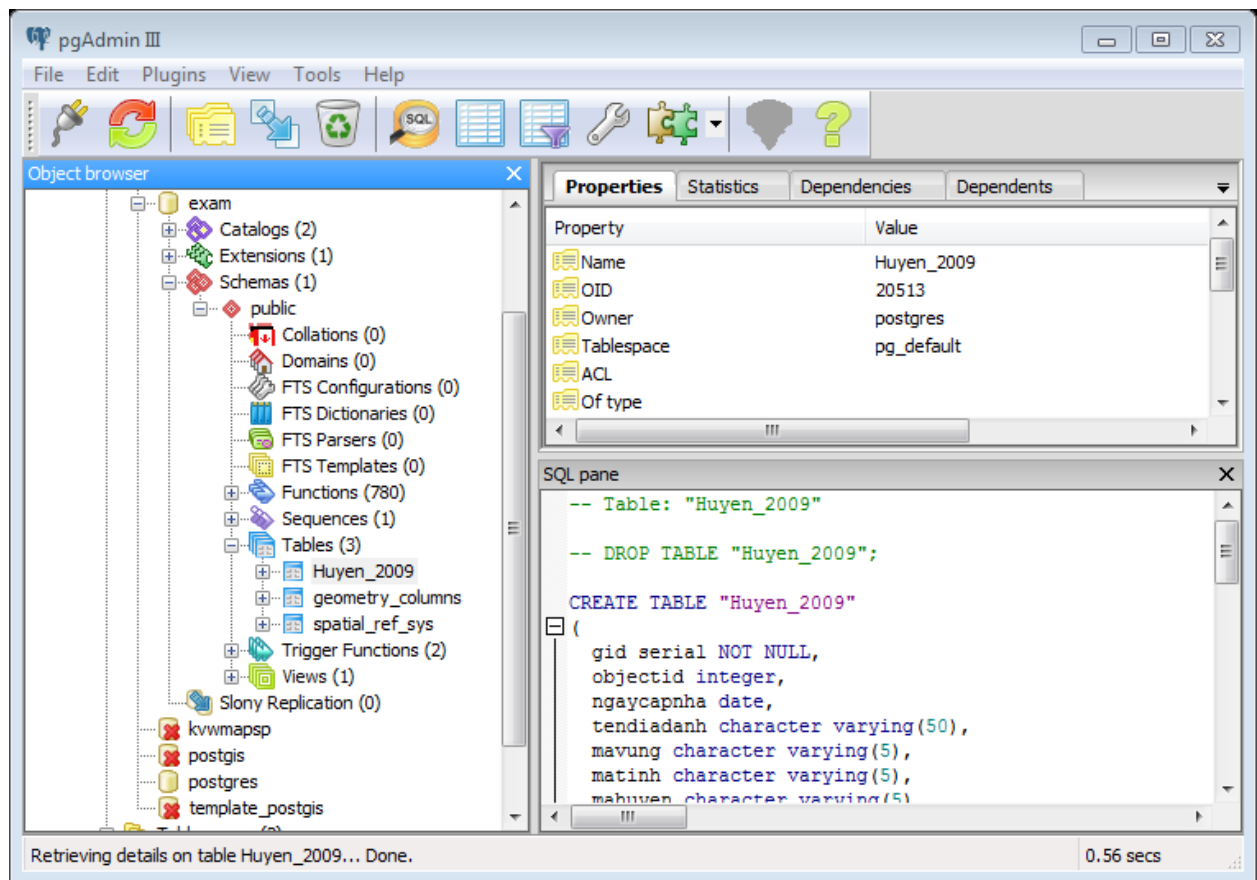 pgAdmin III
File Edit Plugins View Tools Help
SQL
Object browser
exam
Catalogs (2)
Extensions (1)
Schemas (1)
public
Collations (0)
Domains (0)
FTS Configurations (0)
FTS Dictionaries (0)
FTS Parsers (0)
FTS Templates (0)
Functions (780)
Sequences (1)
Tables (3)
Huyen_2009
geometry_columns
spatial_ref_sys
Trigger Functions (2)
Views (1)
Slony Replication (0)
kvwmapsp
postgis
postgres
template_postgis
Properties Statistics Dependencies Dependents
Property Value
Name Huyen_2009
OID 20513
Owner postgres
Tablespace pg_default
ACL
Of type
SQL pane
-- Table: "Huyen_2009"
-- DROP TABLE "Huyen_2009";
CREATE TABLE "Huyen_2009"
(
gid serial NOT NULL,
objectid integer,
ngaycapnha date,
tendiadanh character varying(50),
mavung character varying(5),
matinh character varying(5),
mahuyen character varying(5)
Retrieving details on table Huyen_2009... Done.
0.56 secs